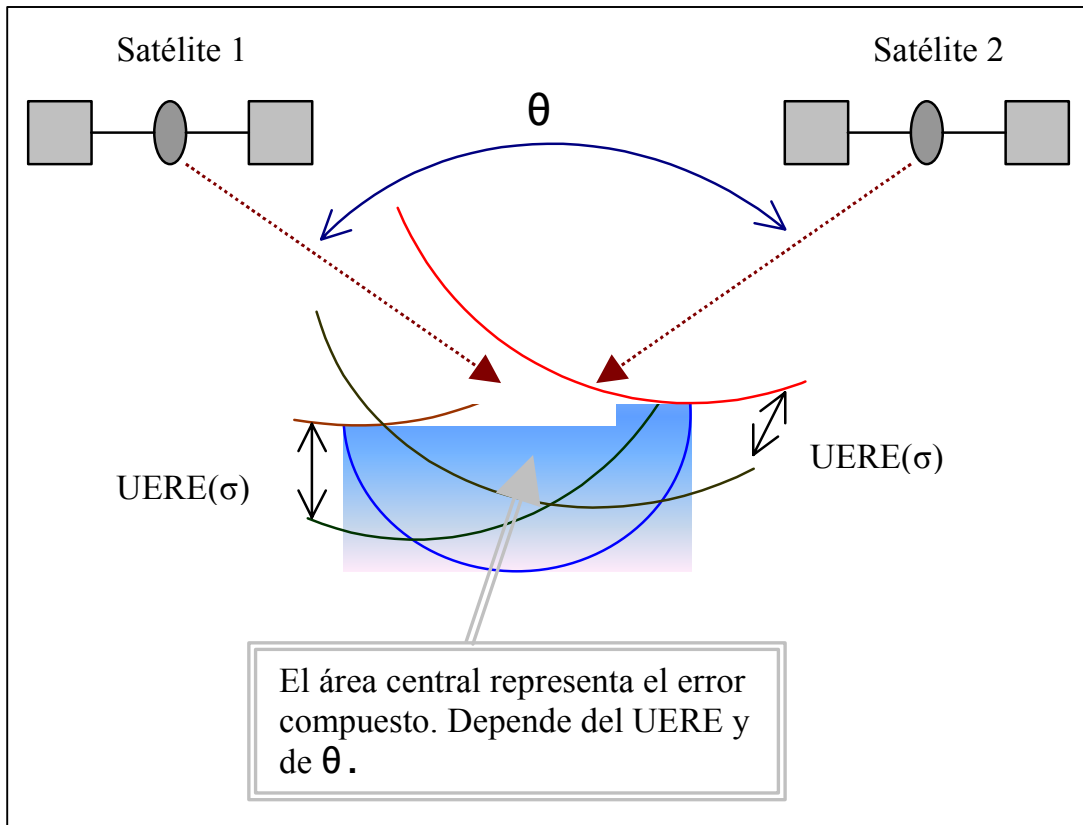 Satélite 1
Satélite 2
θ
UERE(σ)
UERE(σ)
El área central representa el error
compuesto. Depende del UERE y
de θ.